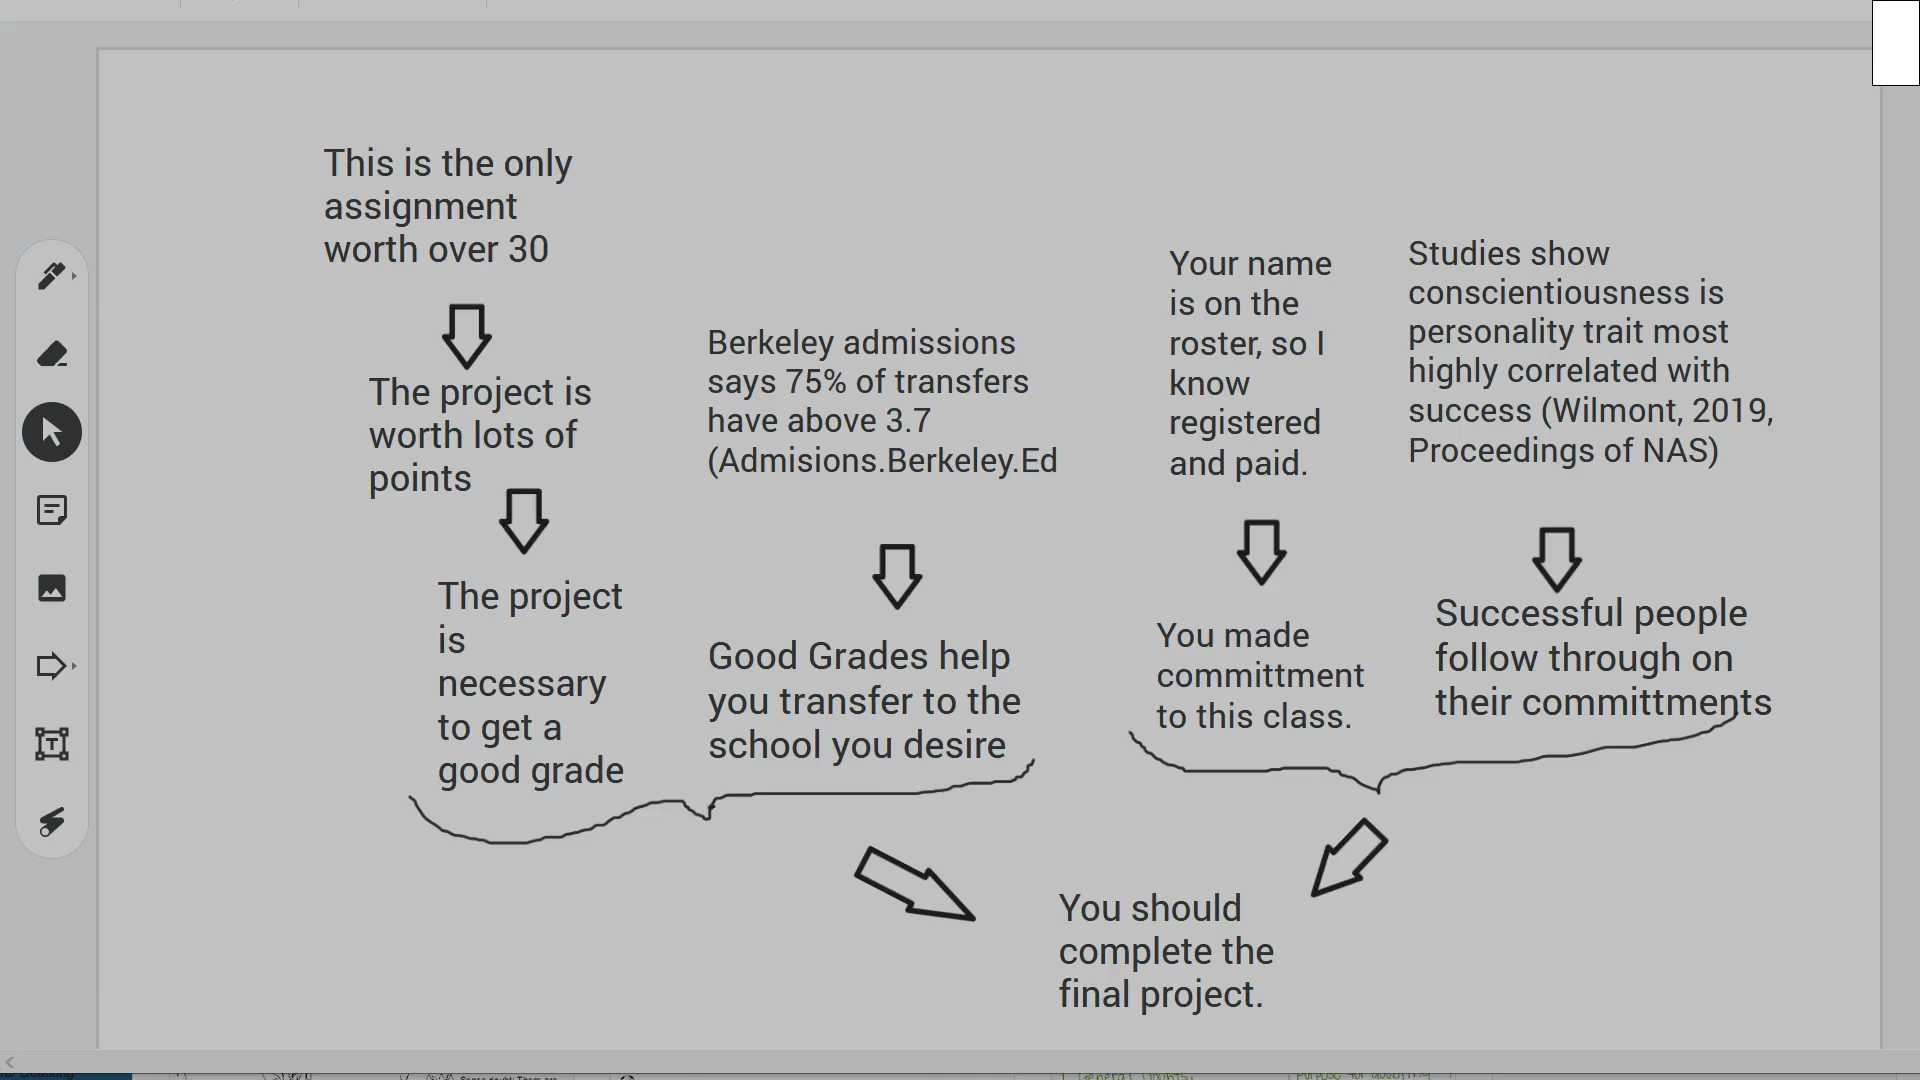 This is the only
assignment
worth over 30
The project is
worth lots of
points
The project
is
necessary
to get a
good grade
Berkeley admissions
says 75% of transfers
have above 3.7
(Admisions.Berkeley.Ed
Good Grades help
you transfer to the
school you desire
Your name
is on the
roster, so I
know
registered
and paid.
You made
committment
to this class.
Studies show
conscientiousness is
personality trait most
highly correlated with
success (Wilmont, 2019,
Proceedings of NAS)
Successful people
follow through on
their committments
You should
complete the
final project.